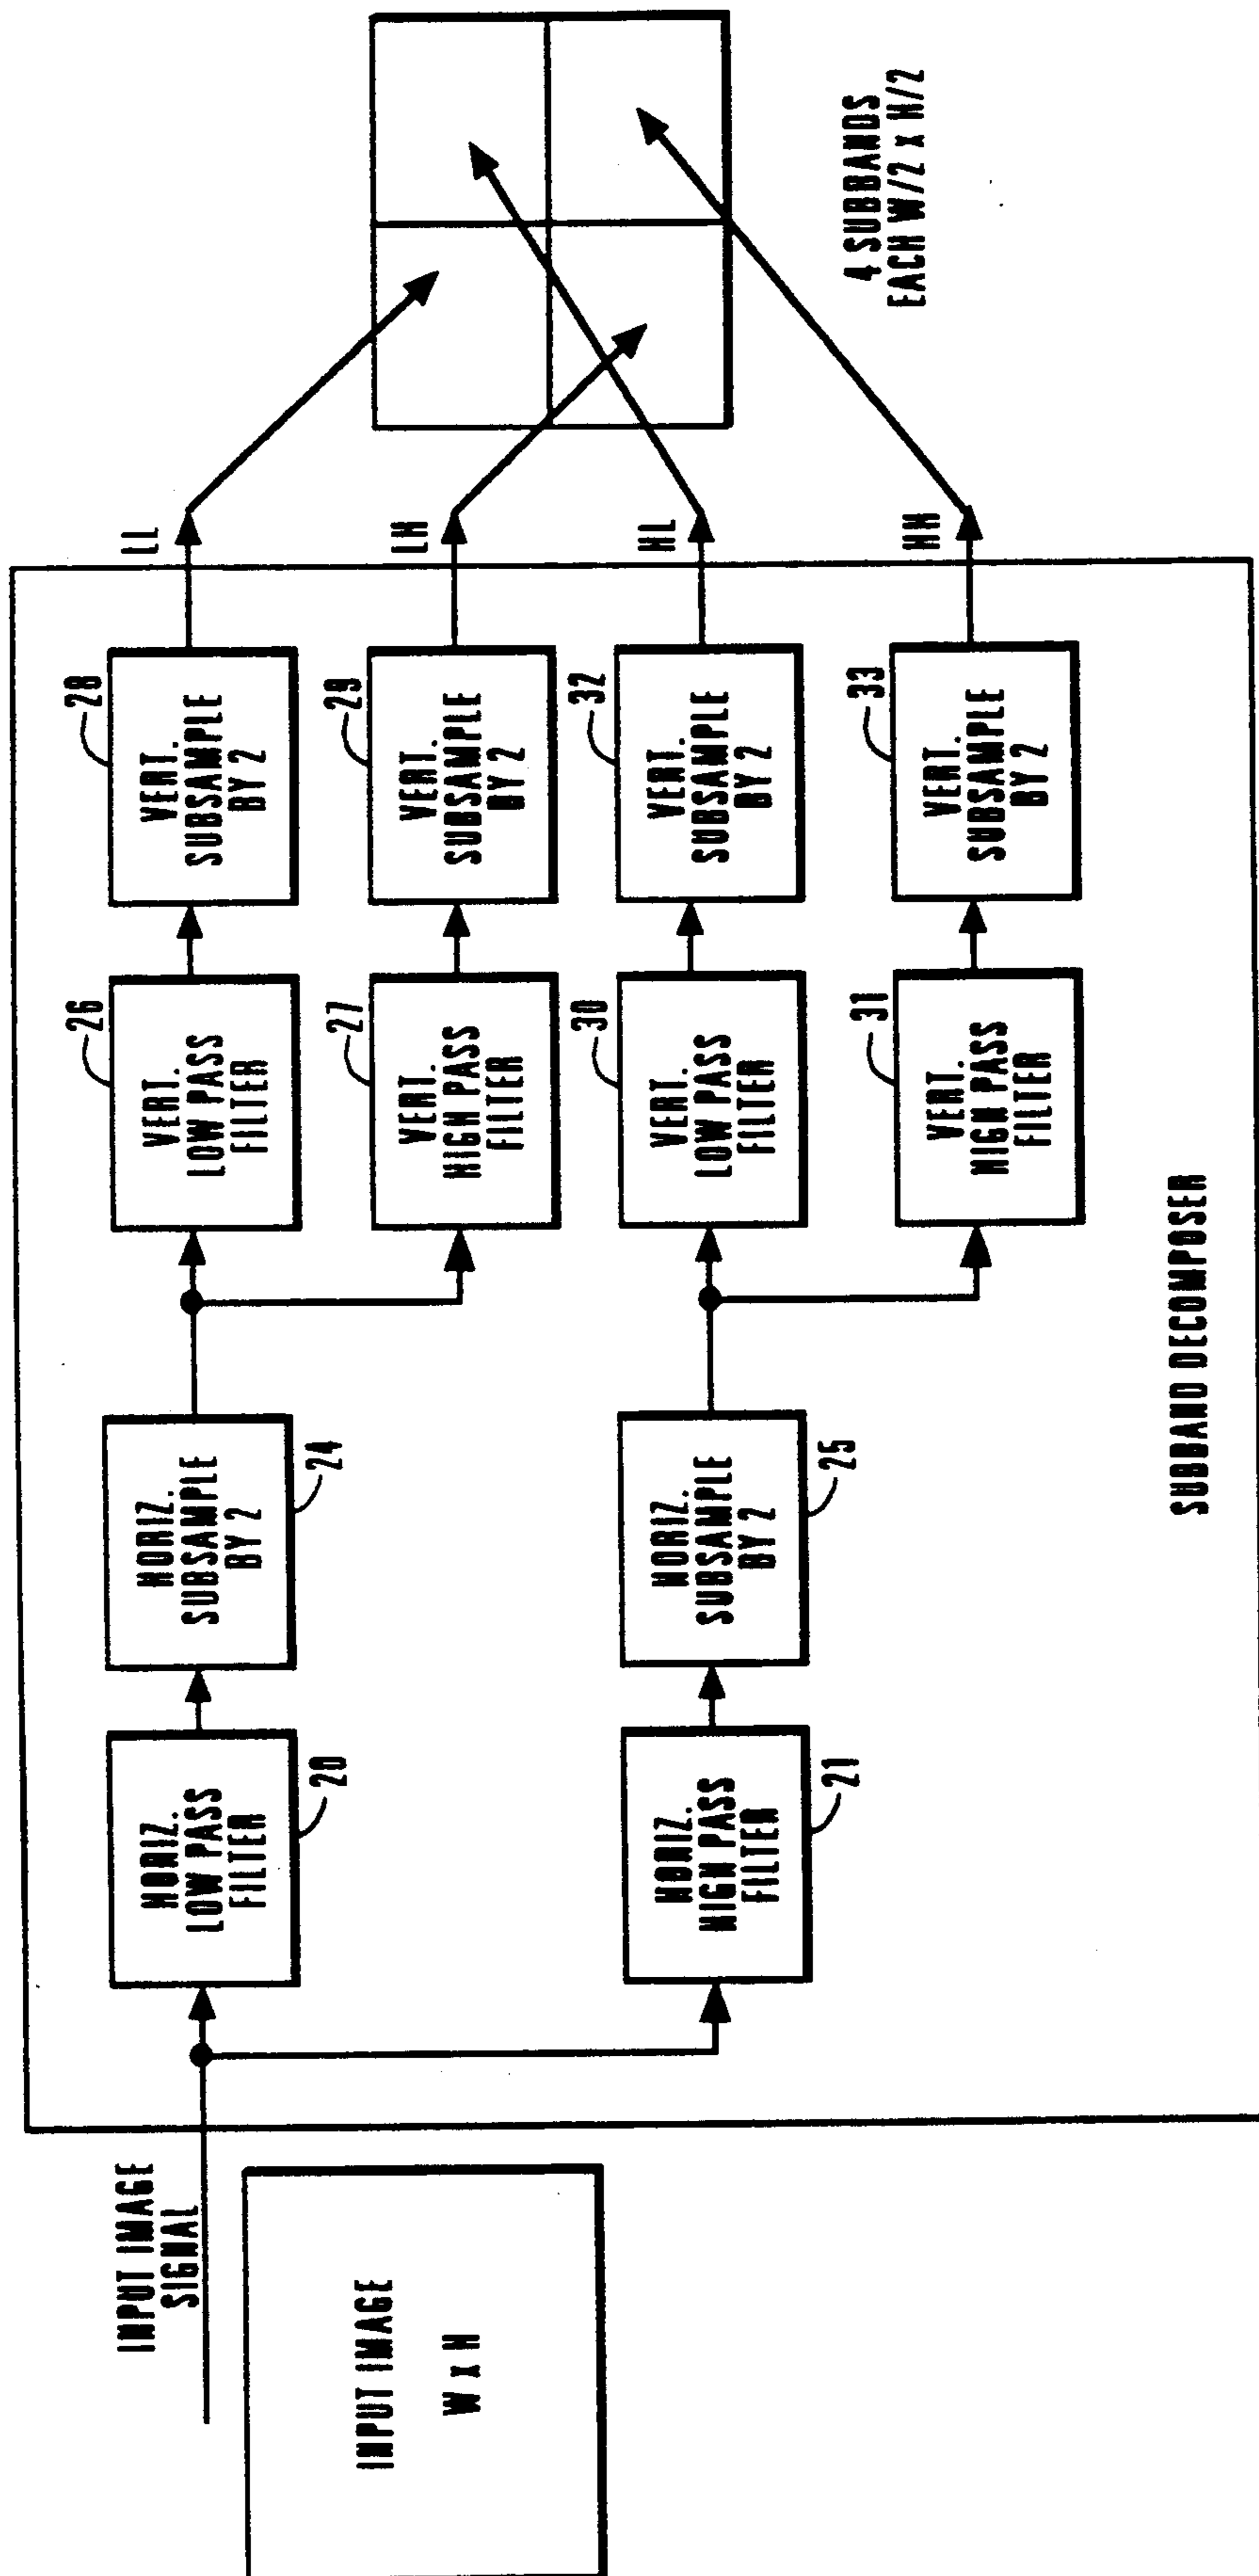 INPUT IMAGE
SIGNAL
INPUT IMAGE
W x H
HORIZ.
LOW PASS
FILTER
20
HORIZ.
SUBSAMPLE
BY 2
24
VERT.
LOW PASS
FILTER
26
VERT.
SUBSAMPLE
BY 2
28
LL
VERT.
HIGH PASS
FILTER
27
VERT.
SUBSAMPLE
BY 2
29
LH
HORIZ.
HIGH PASS
FILTER
21
HORIZ.
SUBSAMPLE
BY 2
25
VERT.
LOW PASS
FILTER
30
VERT.
SUBSAMPLE
BY 2
32
HL
VERT.
HIGH PASS
FILTER
31
VERT.
SUBSAMPLE
BY 2
33
HH
SUBBAND DECOMPOSER
4 SUBBANDS
EACH W/2 x H/2